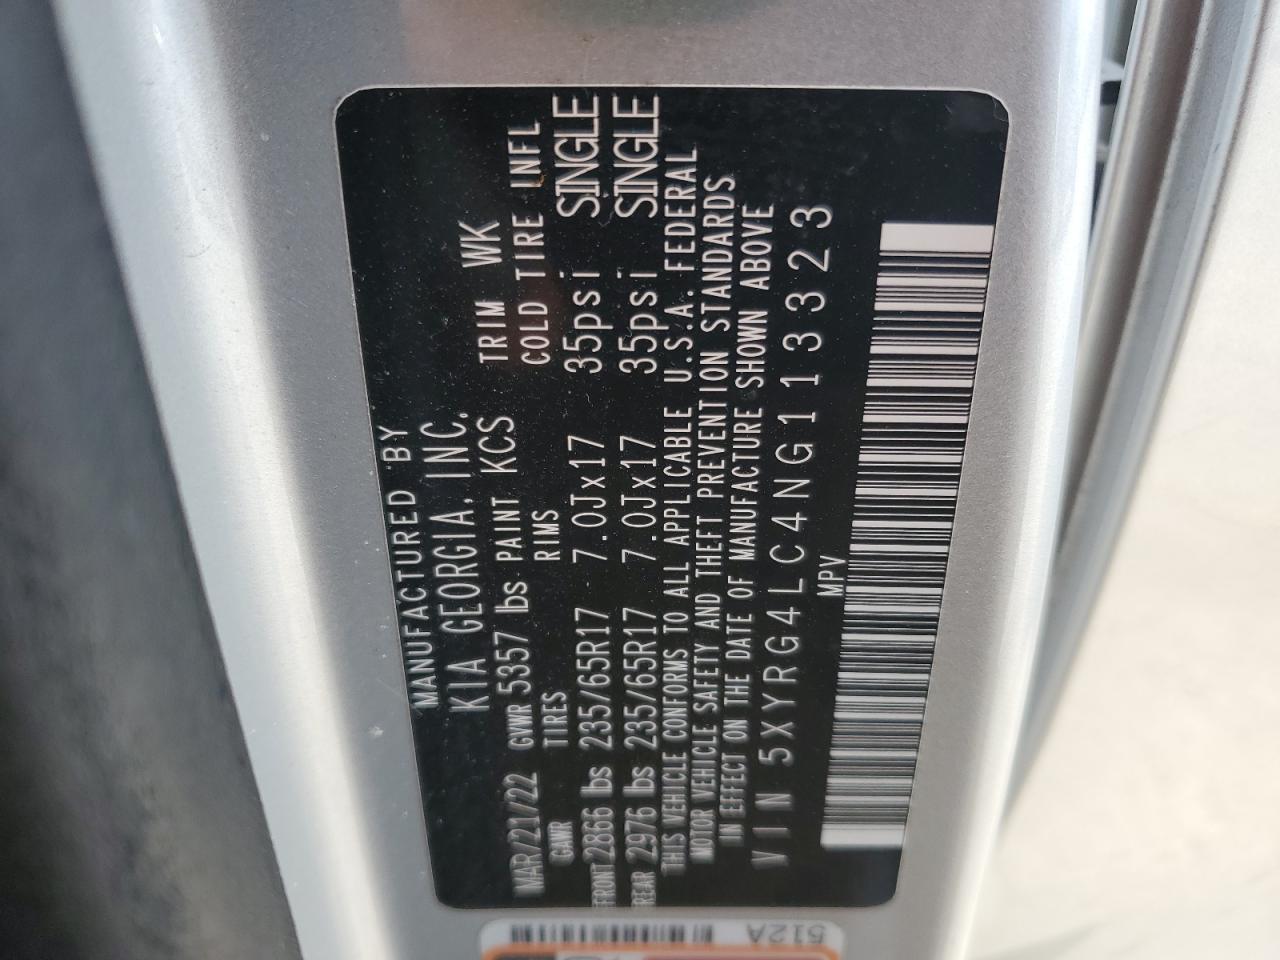 MANUFACTURED BY
KIA GEORGIA, INC.
MAR/21/22 GVWR 5357 lbs PAINT KCS TRIM WK
GAWR TIRES RIMS COLD TIRE INFL
FRONT 2866 lbs 235/65R17 7.0Jx17 35psi SINGLE
REAR 2976 lbs 235/65R17 7.0Jx17 35psi SINGLE
THIS VEHICLE CONFORMS TO ALL APPLICABLE U.S.A. FEDERAL
MOTOR VEHICLE SAFETY AND THEFT PREVENTION STANDARDS
IN EFFECT ON THE DATE OF MANUFACTURE SHOWN ABOVE
VIN 5XYRG4LC4NG113323
MPV
512A